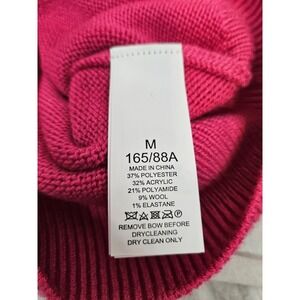 M
165/88A
MADE IN CHINA
37% POLYESTER
32% ACRYLIC
21% POLYAMIDE
9% WOOL
1% ELASTANE
REMOVE BOW BEFORE
DRYCLEANING
DRY CLEAN ONLY